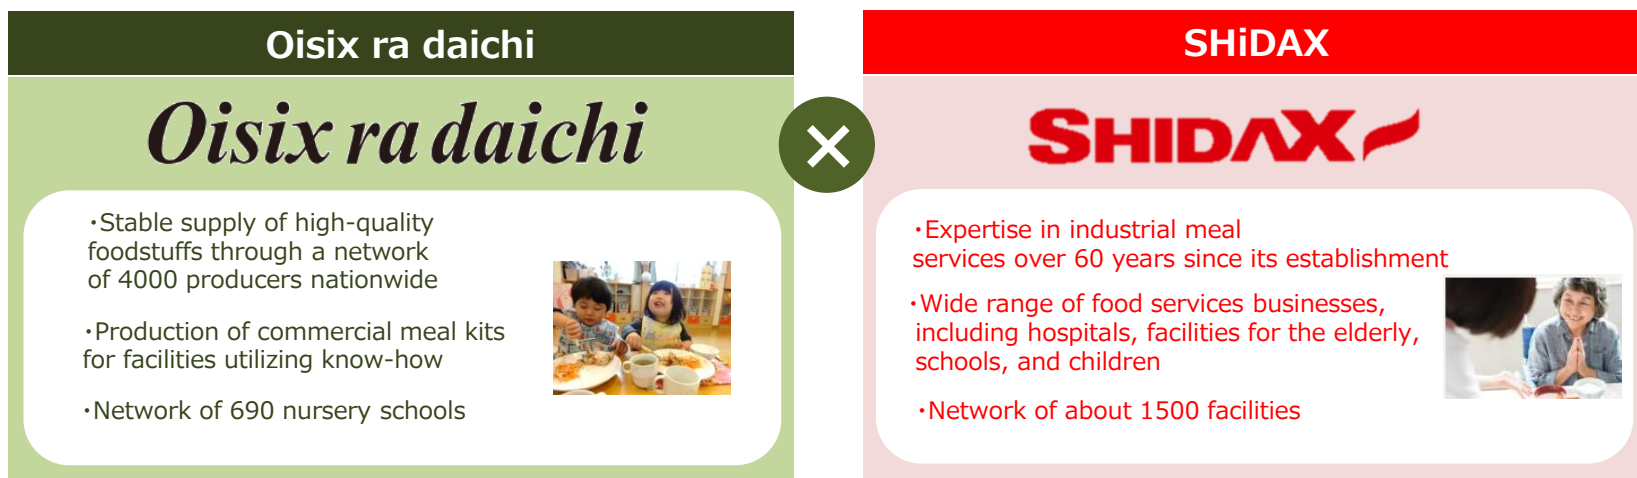 Oisix ra daichi
Oisix ra daichi
・Stable supply of high-quality
foodstuffs through a network
of 4000 producers nationwide
・Production of commercial meal kits
for facilities utilizing know-how
・Network of 690 nursery schools
×
SHiDAX
SHIDAX
・Expertise in industrial meal
services over 60 years since its establishment
・Wide range of food services businesses,
including hospitals, facilities for the elderly,
schools, and children
・Network of about 1500 facilities